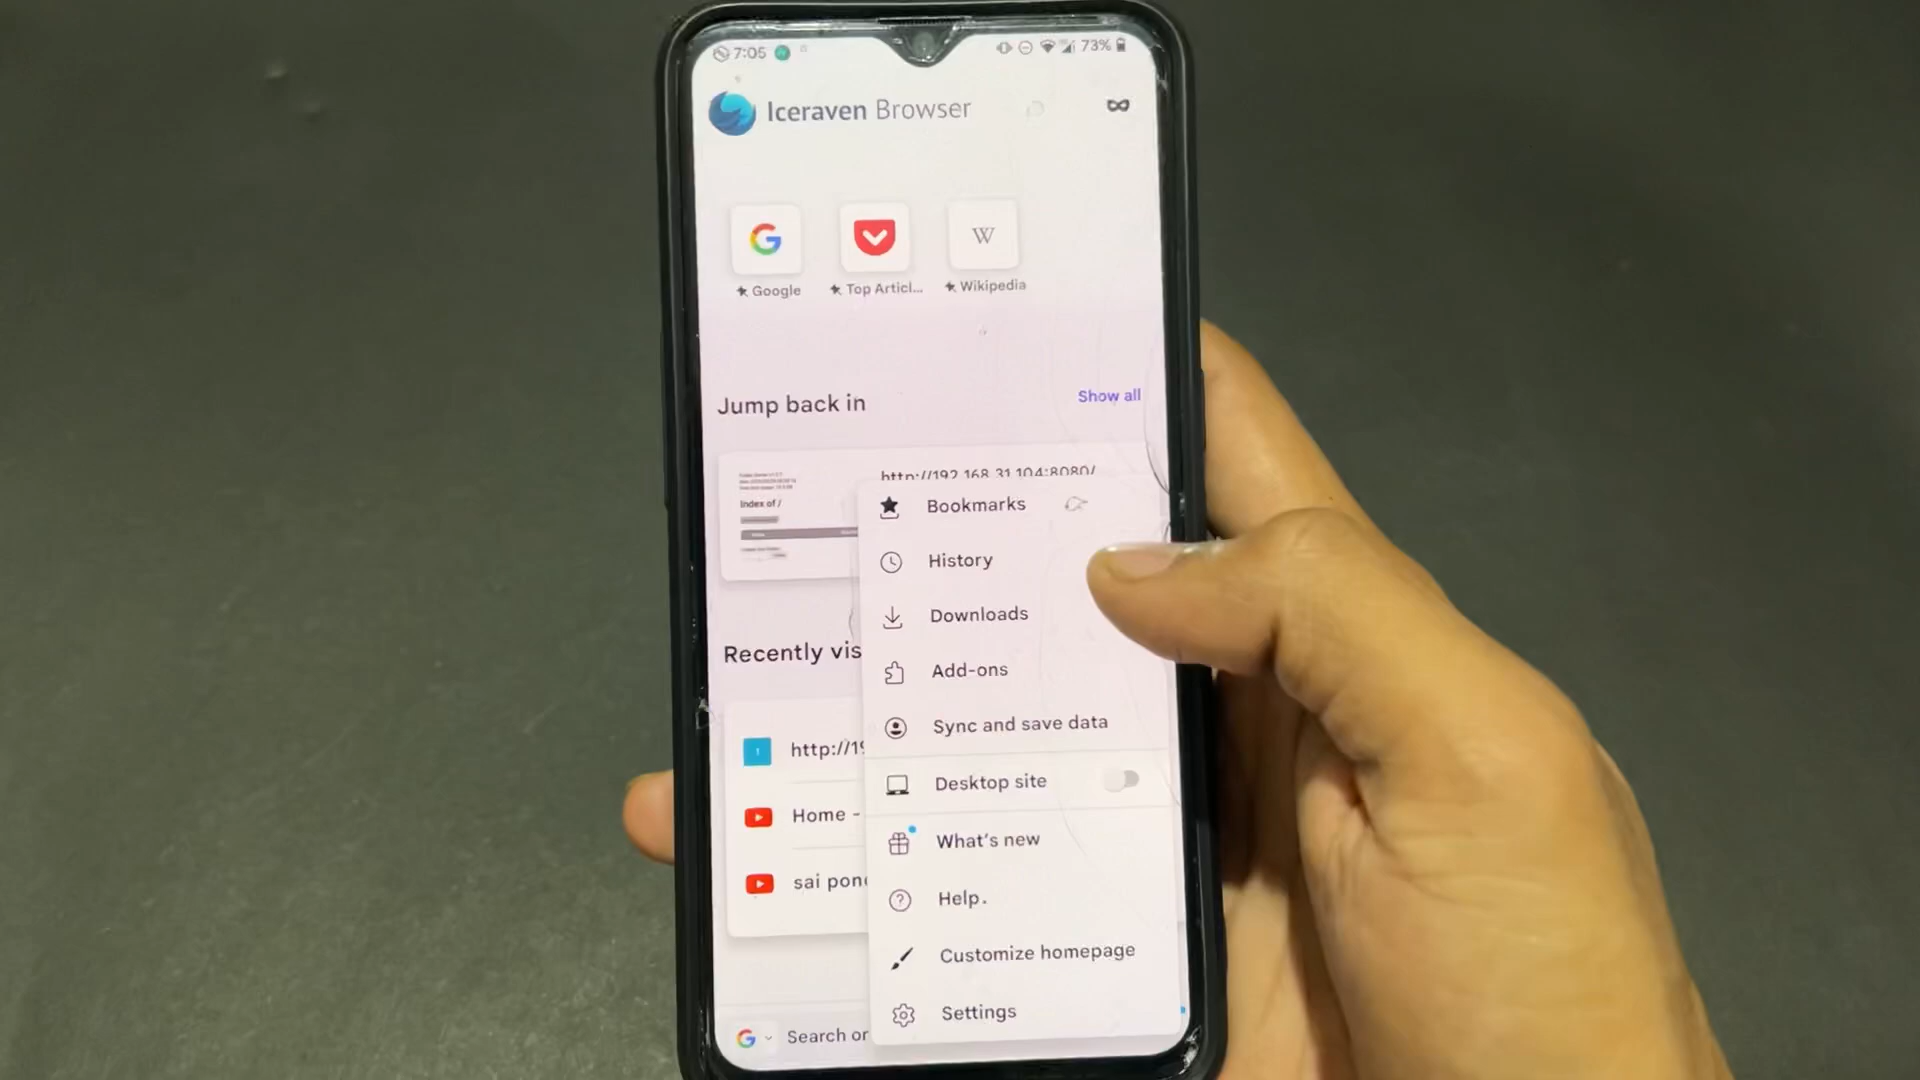 7:05
73%
Iceraven Browser
Google
Top Articl...
Wikipedia
Jump back in
Show all
http://192.168.31.104:8080/
Index of /
Bookmarks
History
Downloads
Add-ons
Recently vis
Sync and save data
http://19
Desktop site
Home -
What's new
sai pon
Help.
Customize homepage
Settings
Search or